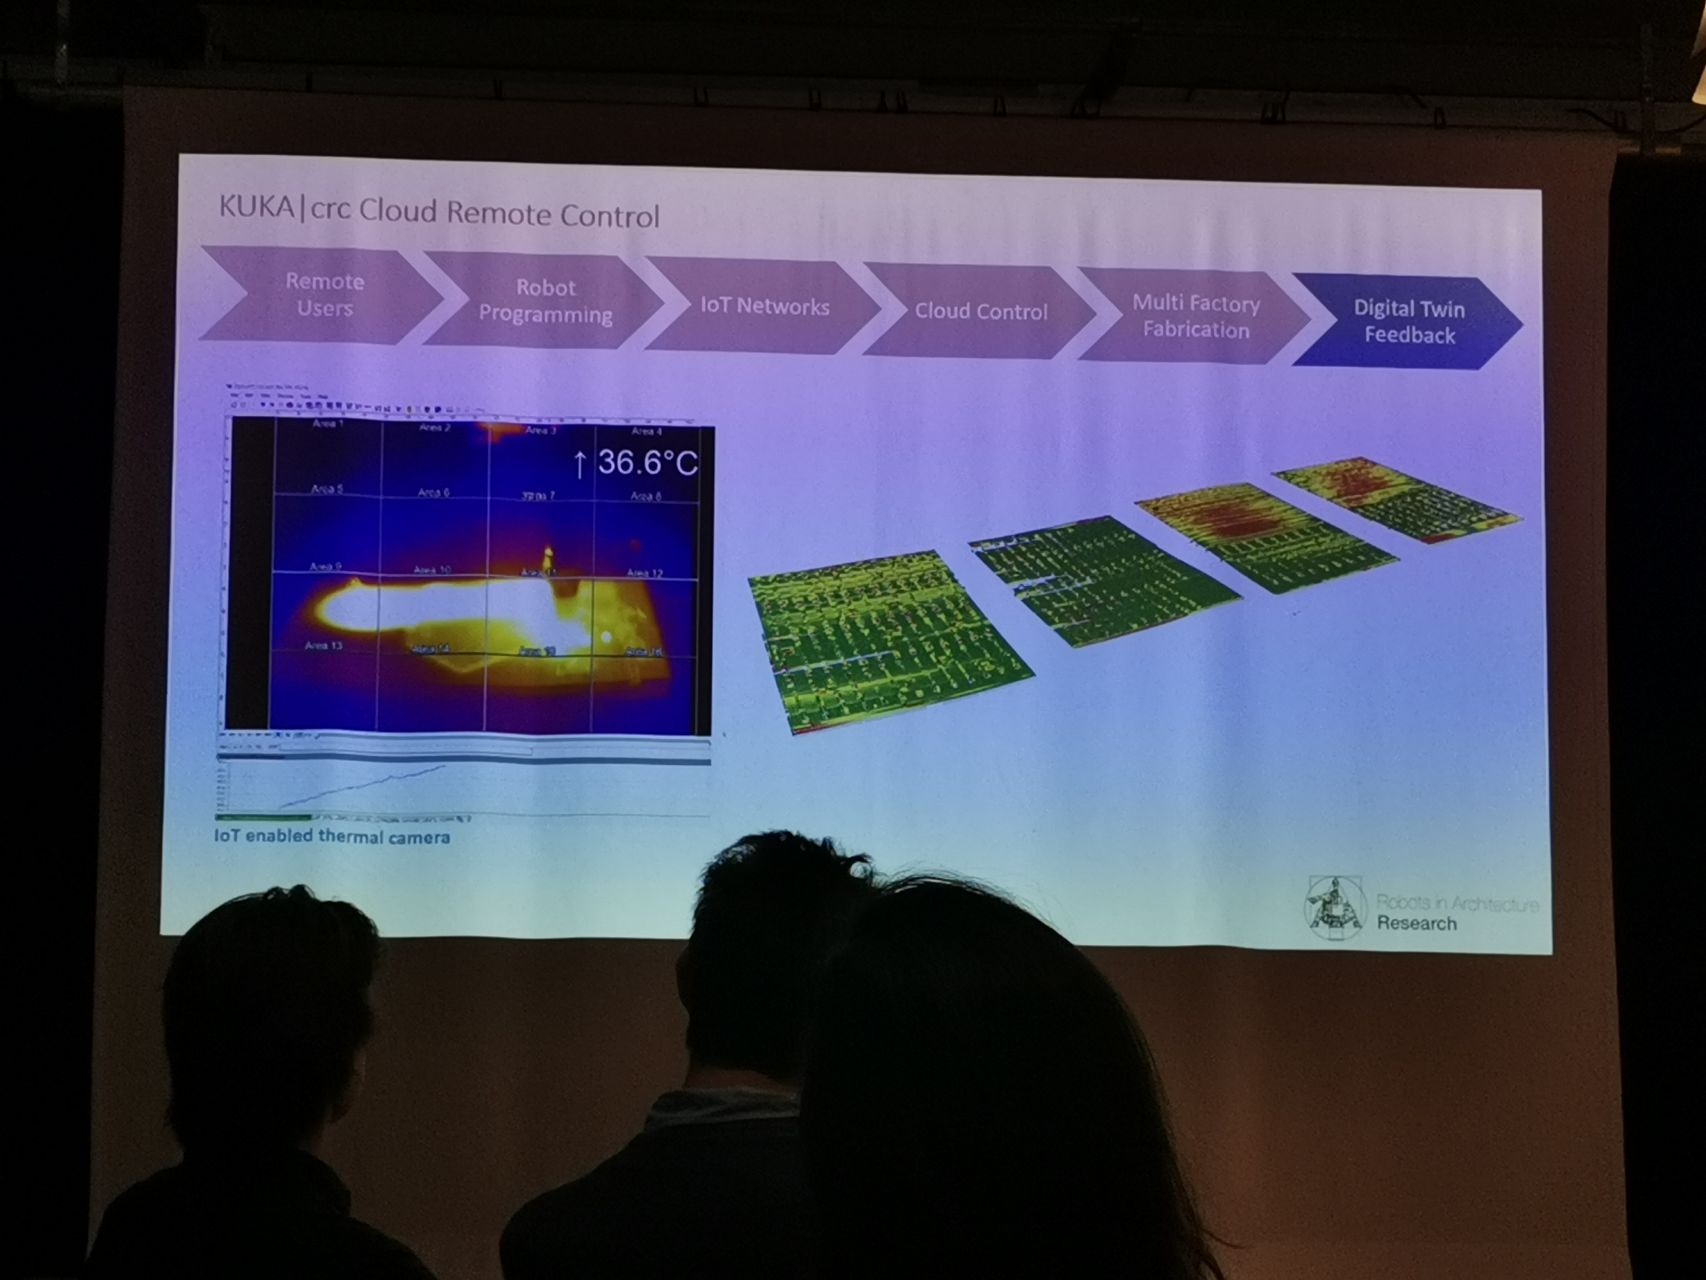 KUKA|crc Cloud Remote Control
Remote
Users
Robot
Programming
IoT Networks
Cloud Control
Multi Factory
Fabrication
Digital Twin
Feedback
Area 1
Area 2
Area 3
Area 4
↑ 36.6°C
Area 5
Area 6
Area 7
Area 8
Area 9
Area 10
Area 11
Area 12
Area 13
Area 14
Area 15
Area 16
IoT enabled thermal camera
Robots in Architecture
Research